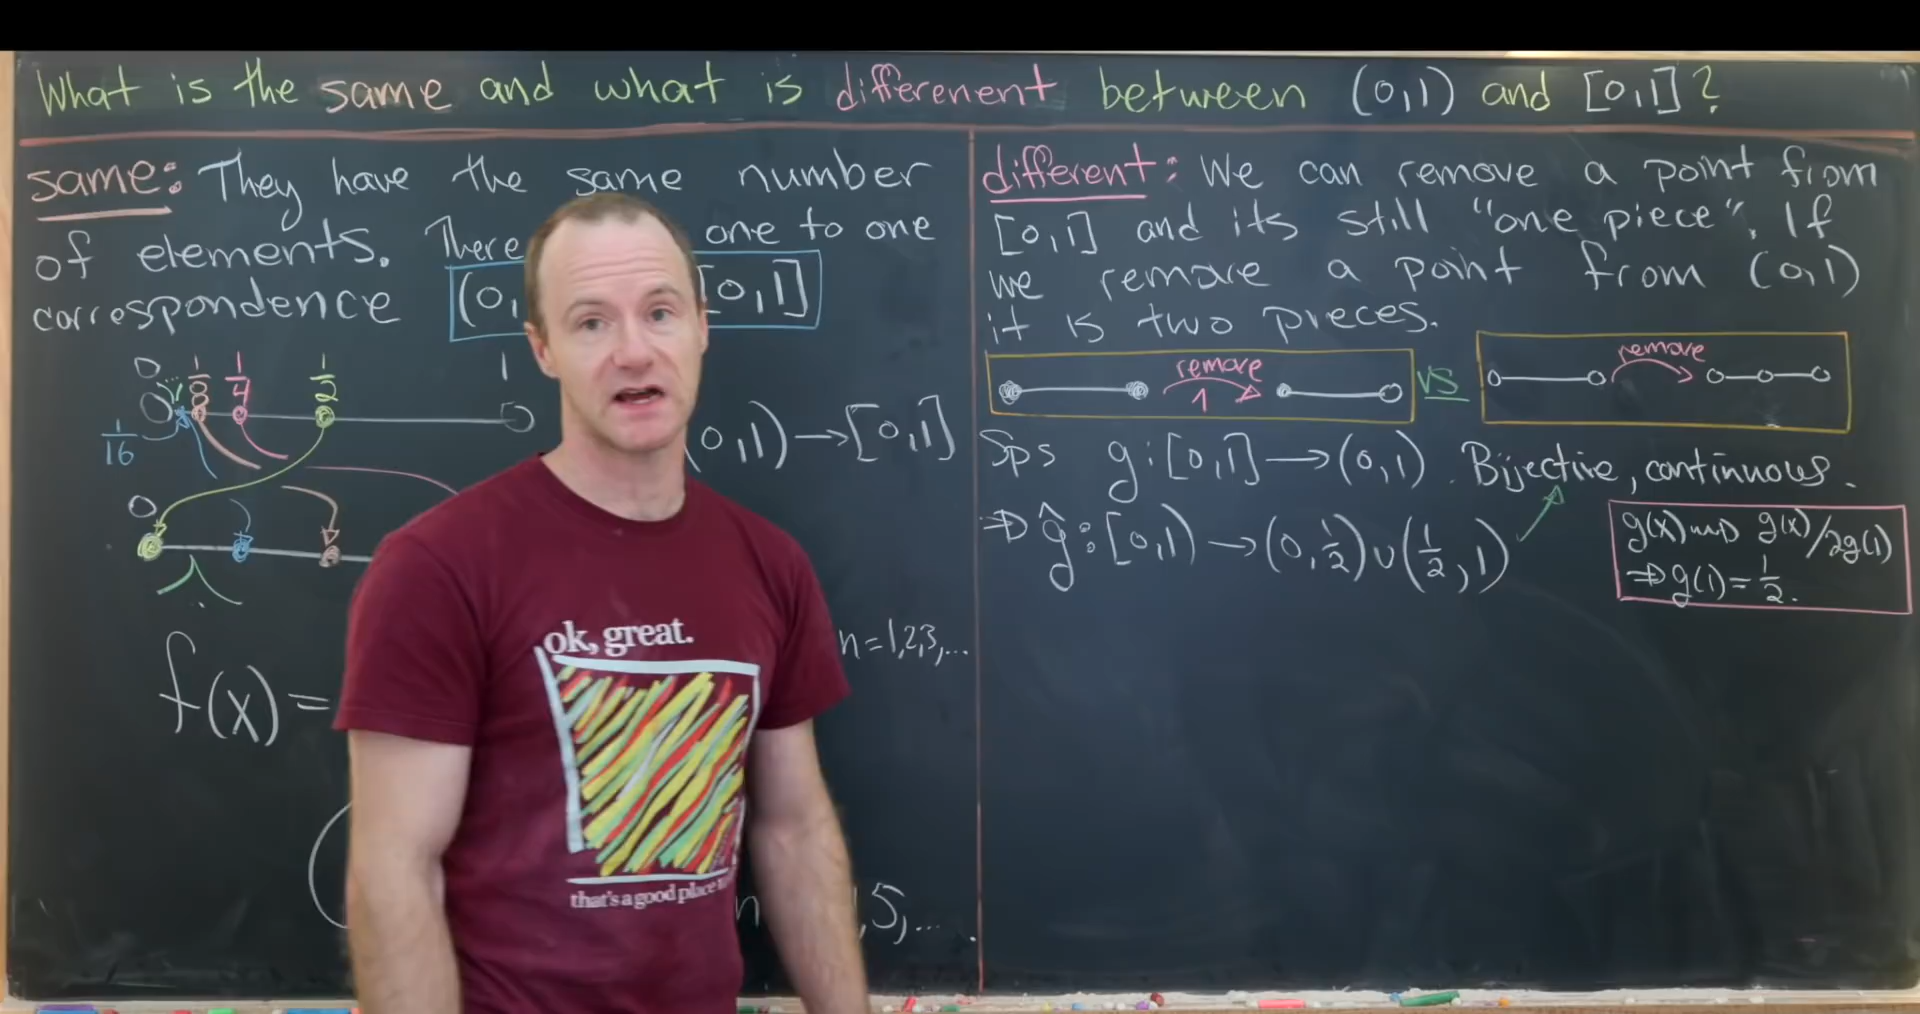 What is the same and what is differenent between (0,1) and [0,1]?
same: They have the same number
of elements. There one to one
correspondence (0, [0,1]
0 1/8 1/4 1/2 1
1/16
(0,1) → [0,1]
0
f(x) =
n = 1,2,3,...
n ,5,...
different: We can remove a point from
[0,1] and its still "one piece". If
we remove a point from (0,1)
it is two pieces.
remove
1
vs
remove
Sps g: [0,1] → (0,1). Bijective, continuous.
⇒ ĝ: [0,1) → (0,1/2) ∪ (1/2,1)
g(x) ⇝ g(x)/2g(1)
⇒ g(1) = 1/2.
ok, great.
that's a good place